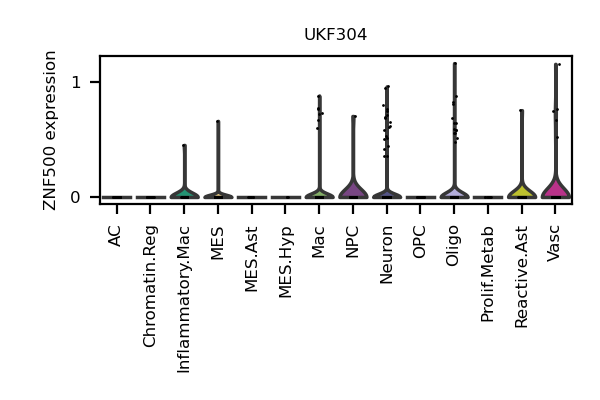 UKF304
ZNF500 expression
1
0
AC
Chromatin.Reg
Inflammatory.Mac
MES
MES.Ast
MES.Hyp
Mac
NPC
Neuron
OPC
Oligo
Prolif.Metab
Reactive.Ast
Vasc